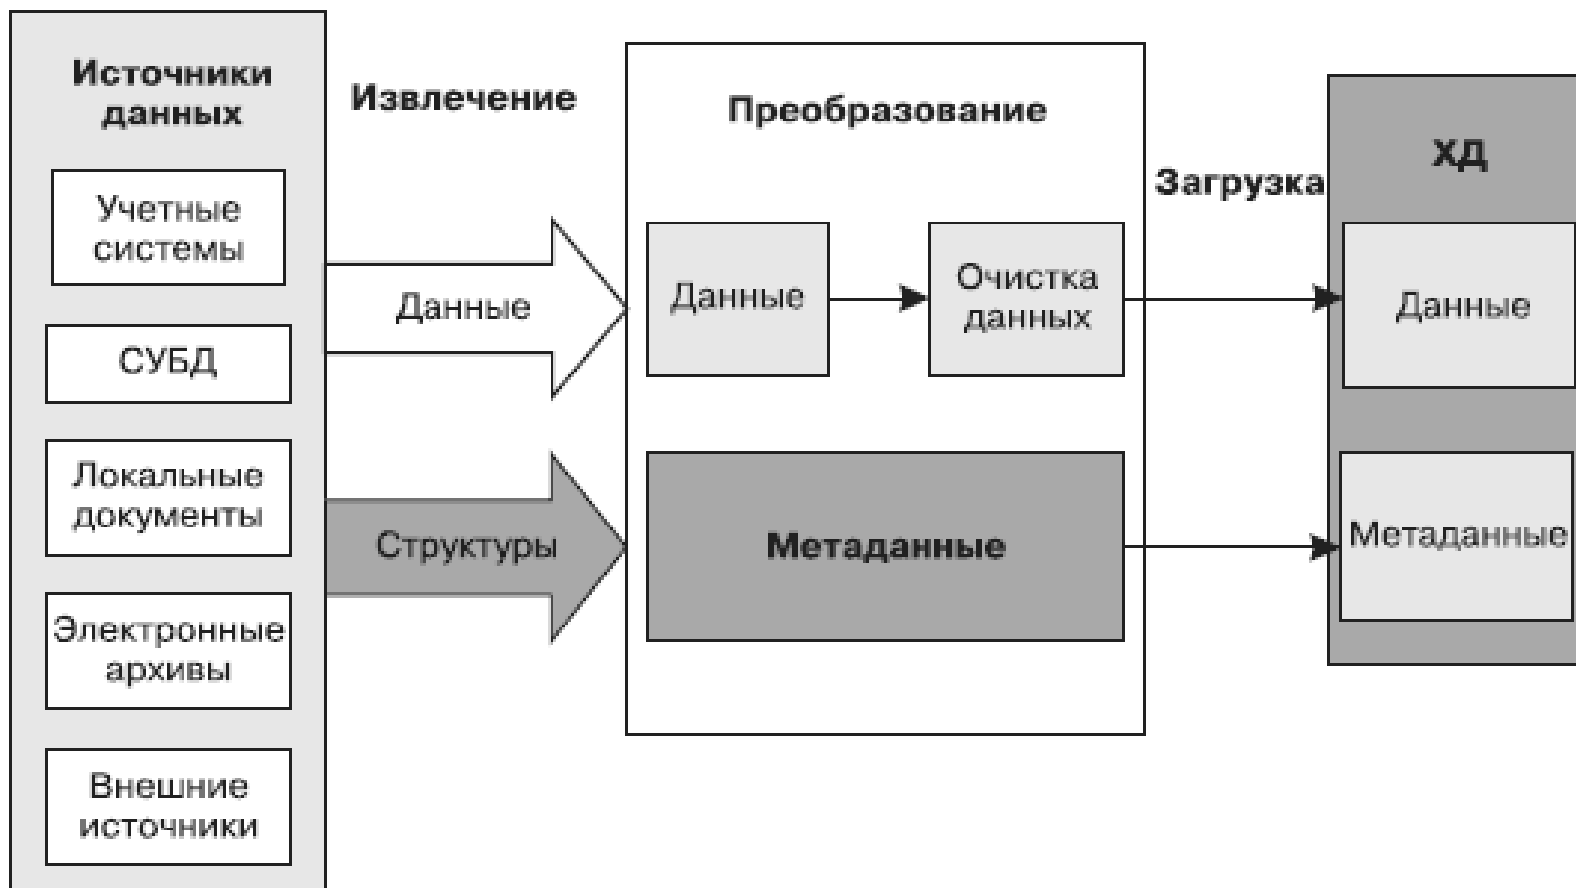 Источники
данных
Учетные
системы
СУБД
Локальные
документы
Электронные
архивы
Внешние
источники
Извлечение
Данные
Структуры
Преобразование
Данные
Очистка
данных
Метаданные
Загрузка
ХД
Данные
Метаданные